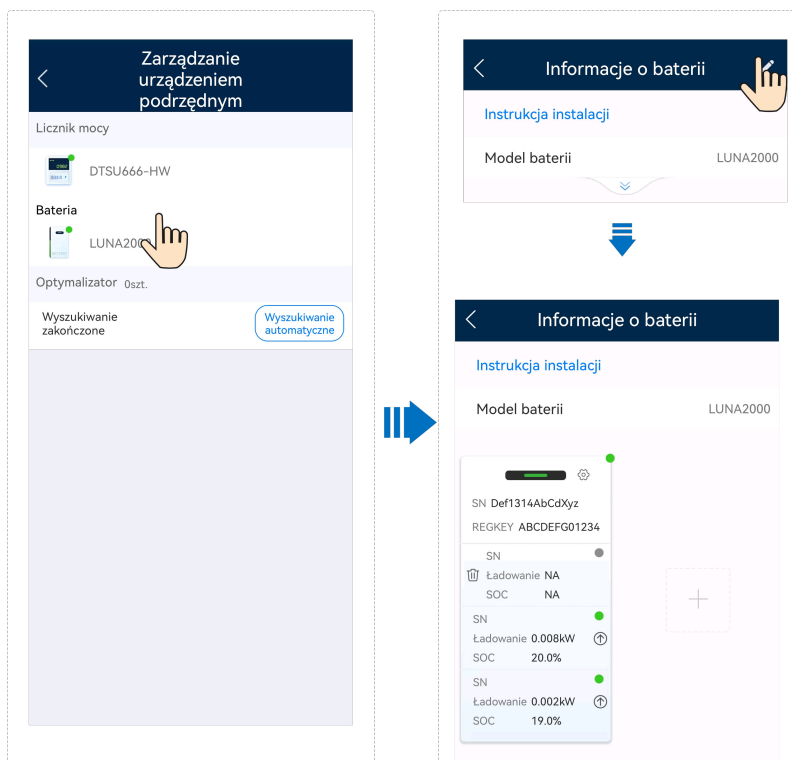 Zarządzanie
urządzeniem
podrzędnym
Licznik mocy
DTSU666-HW
Bateria
Optymalizator 0szt.
Wyszukiwanie
zakończone
Wyszukiwanie
automatyczne
Informacje o baterii
Instrukcja instalacji
Model baterii LUNA2000
Informacje o baterii
Instrukcja instalacji
Model baterii LUNA2000
SN Def1314AbCdXyz
REGKEY ABCDEFG01234
SN
Ładowanie NA
SOC NA
SN
Ładowanie 0.008kW
SOC 20.0%
SN
Ładowanie 0.002kW
SOC 19.0%